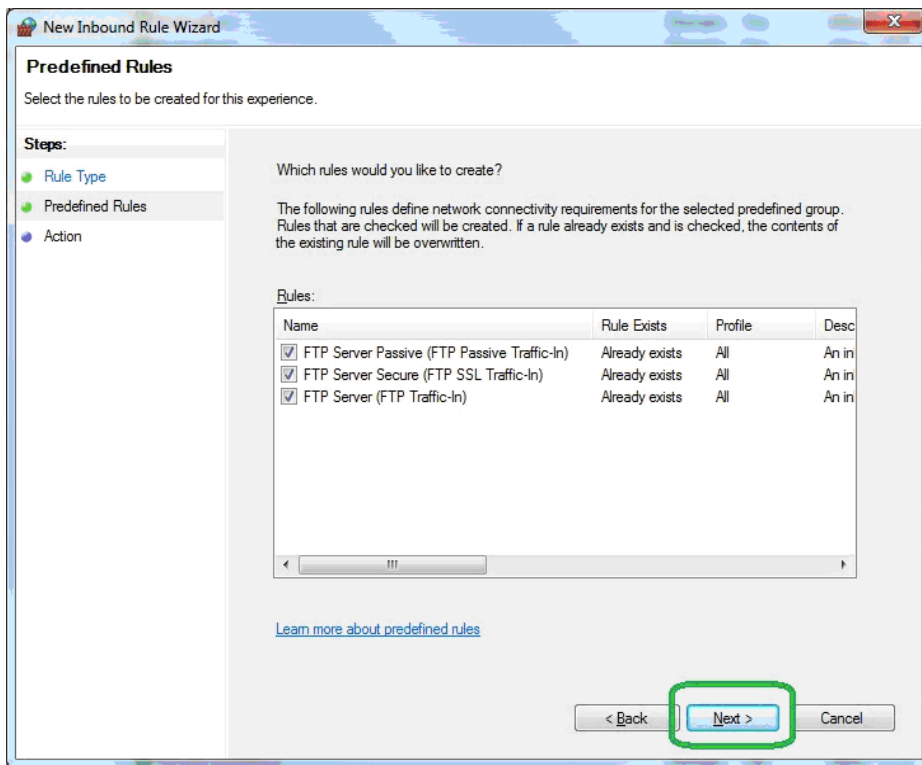 New Inbound Rule Wizard
Predefined Rules
Select the rules to be created for this experience.
Steps:
Rule Type
Predefined Rules
Action
Which rules would you like to create?
The following rules define network connectivity requirements for the selected predefined group.
Rules that are checked will be created. If a rule already exists and is checked, the contents of
the existing rule will be overwritten.
Rules:
Name Rule Exists Profile Desc
FTP Server Passive (FTP Passive Traffic-In) Already exists All An in
FTP Server Secure (FTP SSL Traffic-In) Already exists All An in
FTP Server (FTP Traffic-In) Already exists All An in
Learn more about predefined rules
< Back Next > Cancel